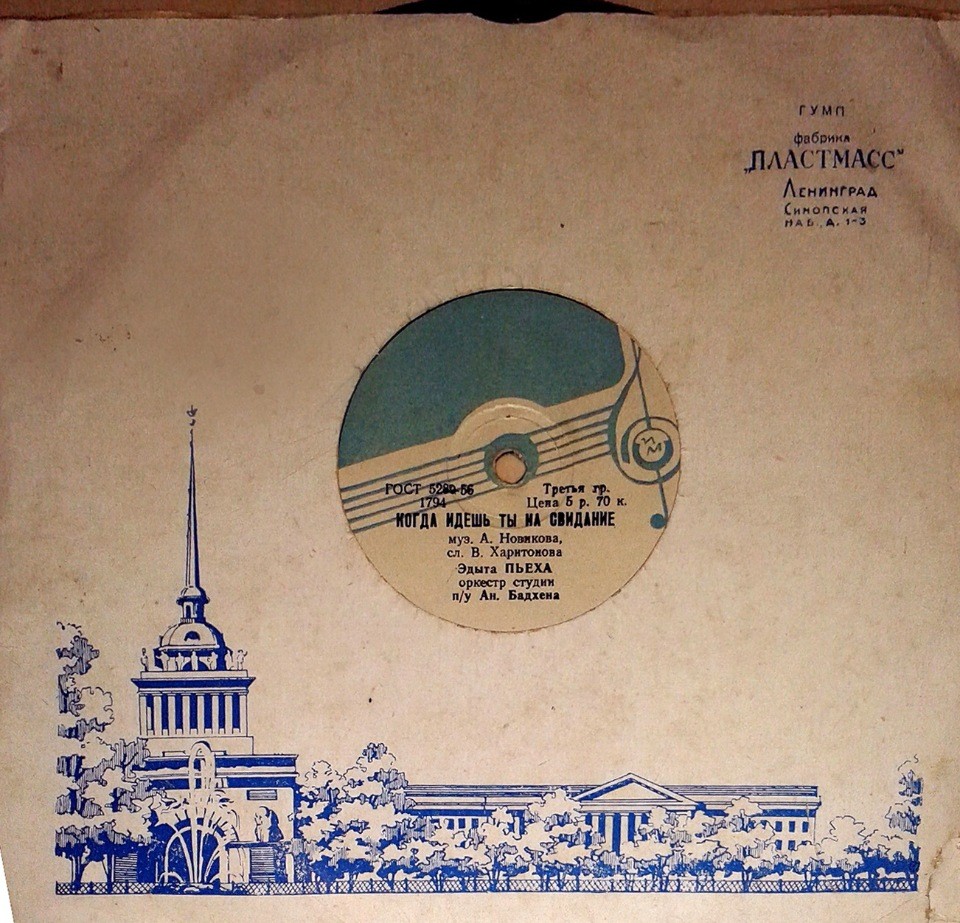 ГУМП
фабрика
„ПЛАСТМАСС"
ЛЕНИНГРАД
СИНОПСКАЯ
НАБ., Д. 1-3
ГОСТ 5289-56 Третья гр.
1794 Цена 5 р. 70 к.
КОГДА ИДЕШЬ ТЫ НА СВИДАНИЕ
муз. А. Новикова,
сл. В. Харитонова
Эдыта ПЬЕХА
оркестр студии
п/у Ан. Бадхена